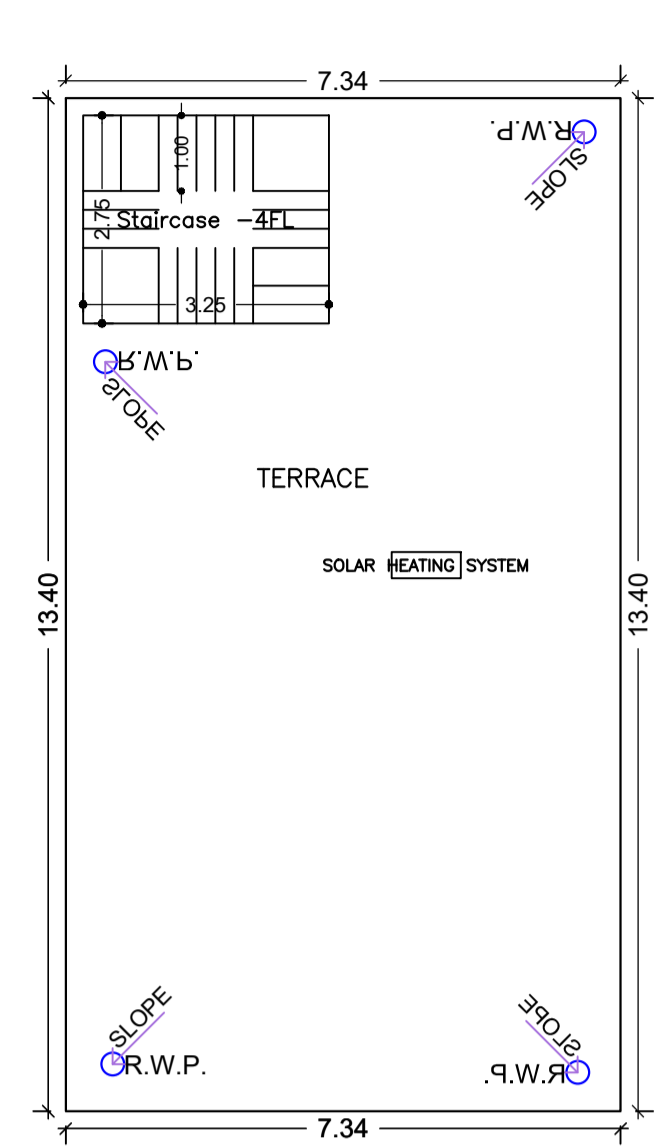 7.34
R.W.P.
SLOPE
1.00
2.75
Staircase -4FL
3.25
R.W.P.
SLOPE
TERRACE
SOLAR HEATING SYSTEM
13.40
13.40
SLOPE
R.W.P.
SLOPE
R.W.P.
7.34